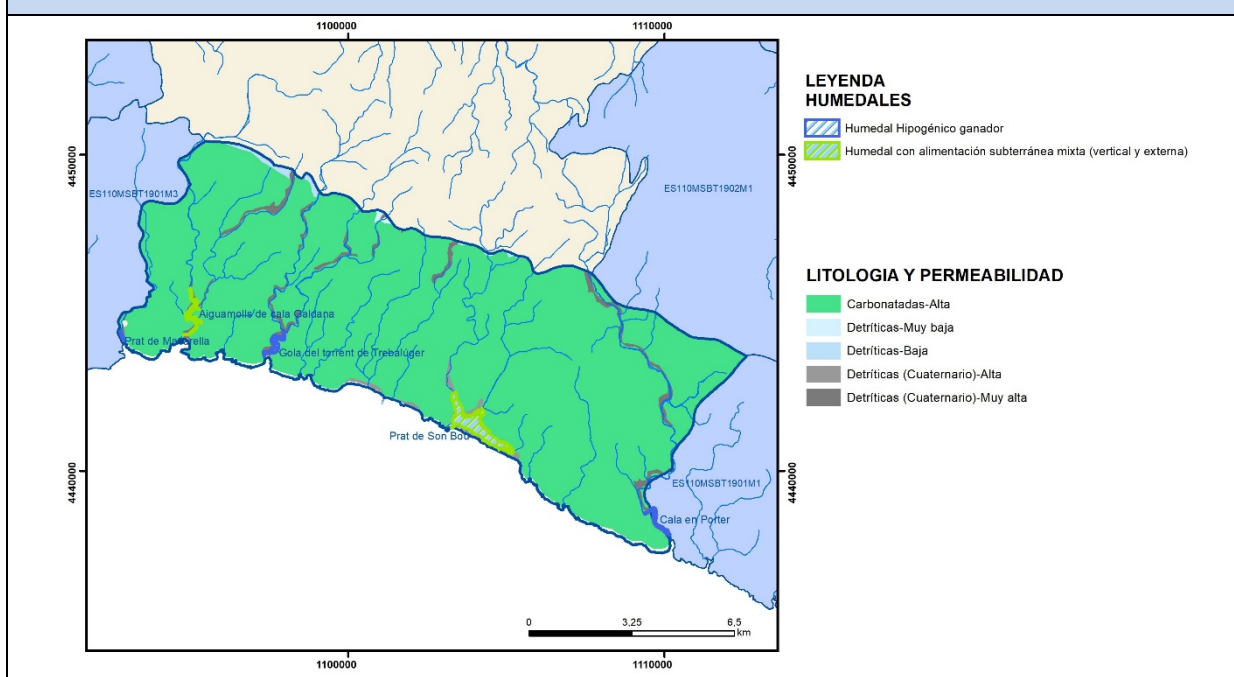 1100000
1110000
4450000
4450000
ES110MSBT1901M3
ES110MSBT1902M1
Aiguamolls de cala Galdana
Prat de Macarella
Gola del torrent de Trebalúger
Prat de Son Bou
4440000
4440000
ES110MSBT1901M1
Cala en Porter
0
3,25
6,5
km
1100000
1110000
LEYENDA
HUMEDALES
Humedal Hipogénico ganador
Humedal con alimentación subterránea mixta (vertical y externa)
LITOLOGIA Y PERMEABILIDAD
Carbonatadas-Alta
Detríticas-Muy baja
Detríticas-Baja
Detríticas (Cuaternario)-Alta
Detríticas (Cuaternario)-Muy alta